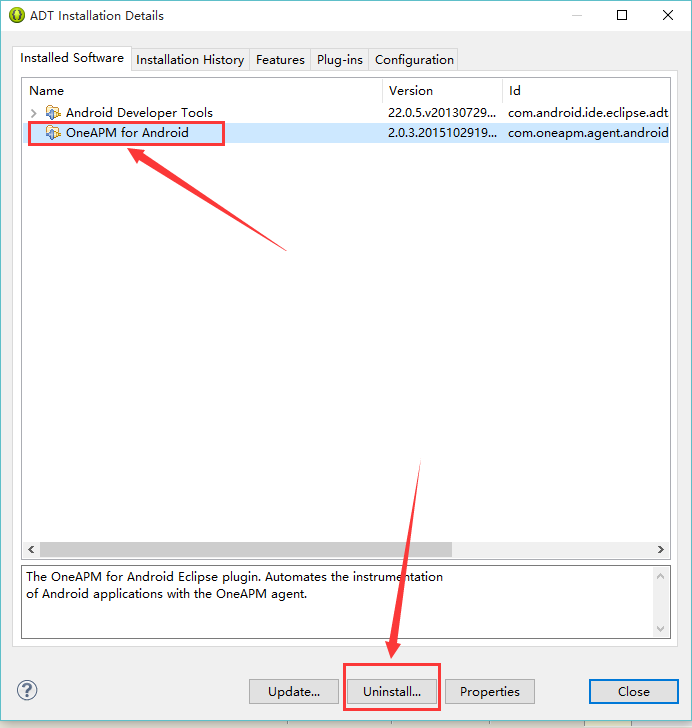 ADT Installation Details
Installed Software Installation History Features Plug-ins Configuration
Name Version Id
Android Developer Tools 22.0.5.v20130729... com.android.ide.eclipse.adt
OneAPM for Android 2.0.3.2015102919... com.oneapm.agent.android
The OneAPM for Android Eclipse plugin. Automates the instrumentation
of Android applications with the OneAPM agent.
? Update... Uninstall... Properties Close